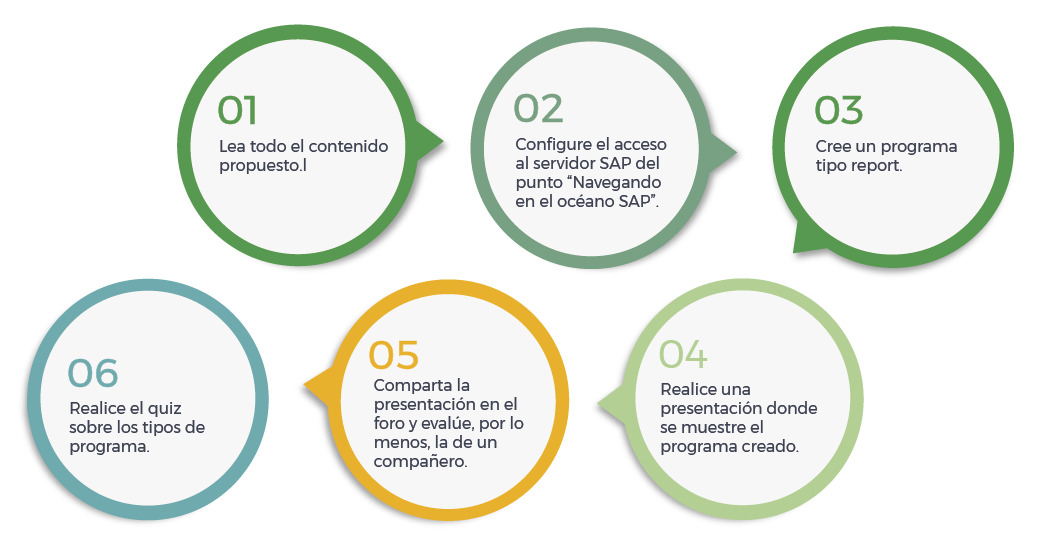 01
Lea todo el contenido
propuesto.l
02
Configure el acceso
al servidor SAP del
punto “Navegando
en el océano SAP”.
03
Cree un programa
tipo report.
04
Realice una
presentación donde
se muestre el
programa creado.
05
Comparta la
presentación en el
foro y evalúe, por lo
menos, la de un
compañero.
06
Realice el quiz
sobre los tipos de
programa.